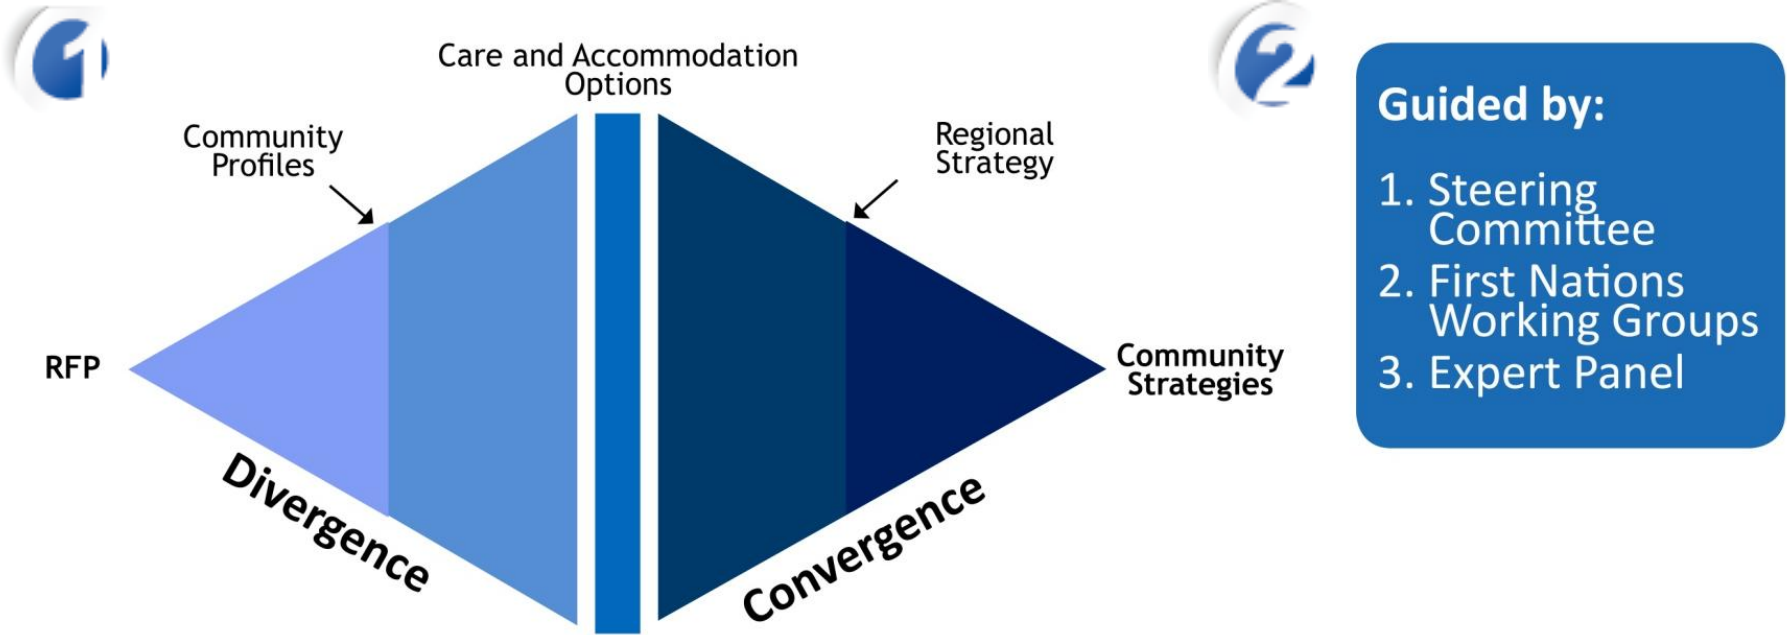 1
Care and Accommodation
Options
Community
Profiles
Regional
Strategy
RFP
Community
Strategies
Divergence
Convergence
2
Guided by:
1. Steering
Committee
2. First Nations
Working Groups
3. Expert Panel